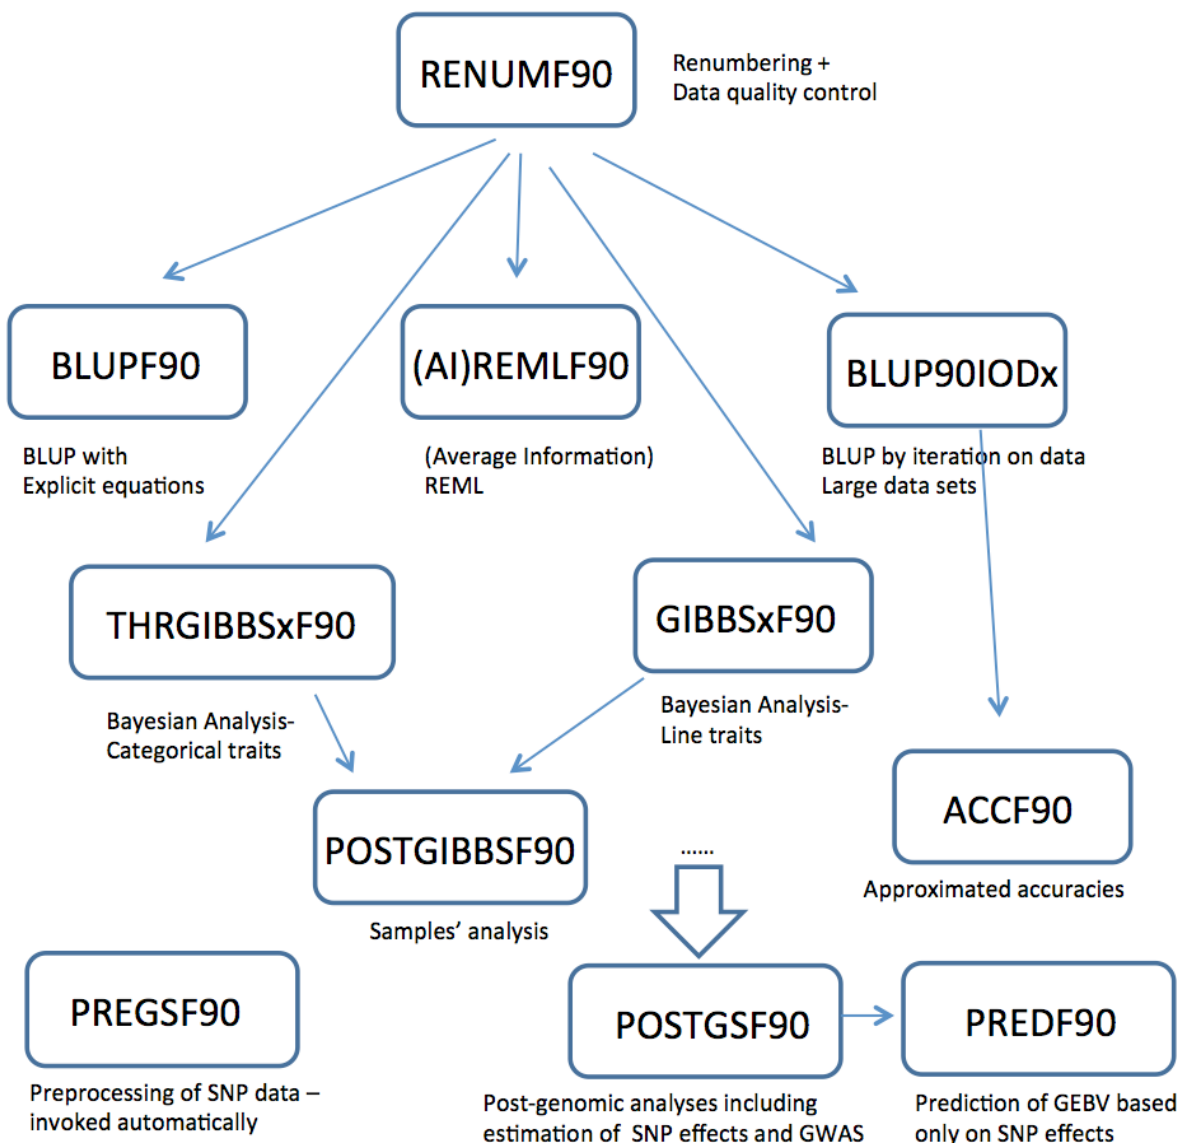 RENUMF90
Renumbering +
Data quality control
BLUPF90
(AI)REMLF90
BLUP90IODx
BLUP with
Explicit equations
(Average Information)
REML
BLUP by iteration on data
Large data sets
THRGIBBSxF90
GIBBSxF90
Bayesian Analysis-
Categorical traits
Bayesian Analysis-
Line traits
POSTGIBBSF90
Samples’ analysis
ACCF90
Approximated accuracies
......
PREGSF90
Preprocessing of SNP data –
invoked automatically
POSTGSF90
Post-genomic analyses including
estimation of SNP effects and GWAS
PREDF90
Prediction of GEBV based
only on SNP effects